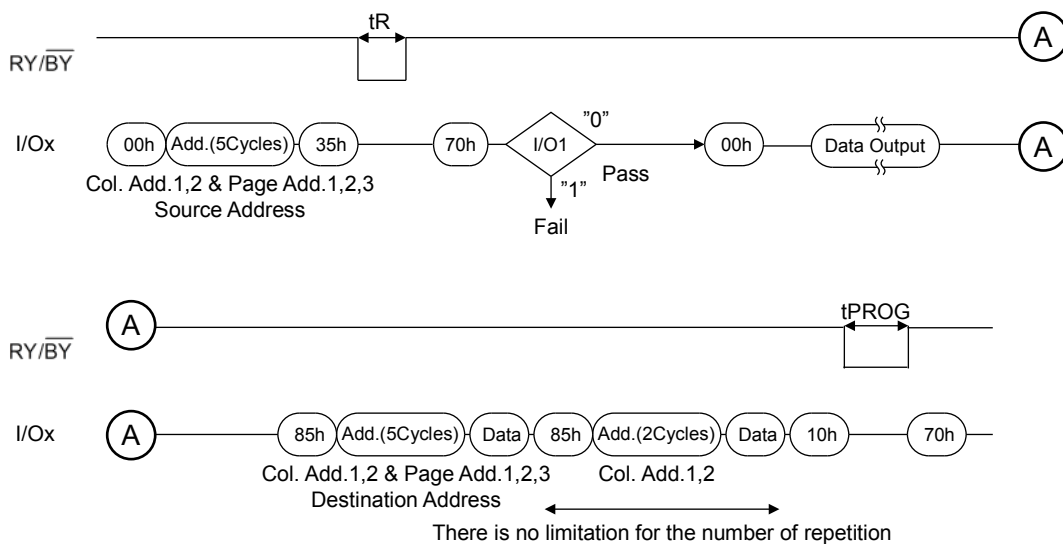 tR
A
RY/BY
I/Ox
00h
Add.(5Cycles)
35h
70h
I/O1
"0"
Pass
00h
Data Output
A
"1"
Fail
Col. Add.1,2 & Page Add.1,2,3
Source Address
A
tPROG
RY/BY
I/Ox
A
85h
Add.(5Cycles)
Data
85h
Add.(2Cycles)
Data
10h
70h
Col. Add.1,2 & Page Add.1,2,3
Destination Address
Col. Add.1,2
There is no limitation for the number of repetition